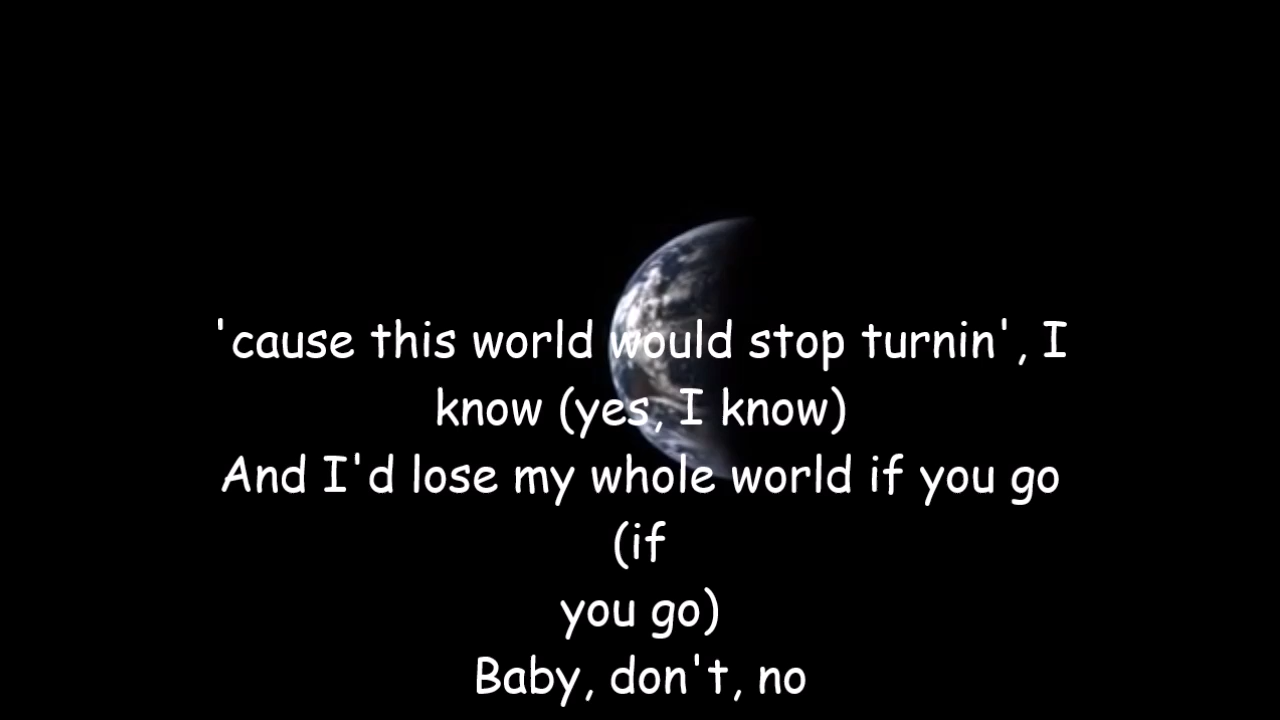 'cause this world would stop turnin', I
know (yes, I know)
And I'd lose my whole world if you go
(if
you go)
Baby, don't, no